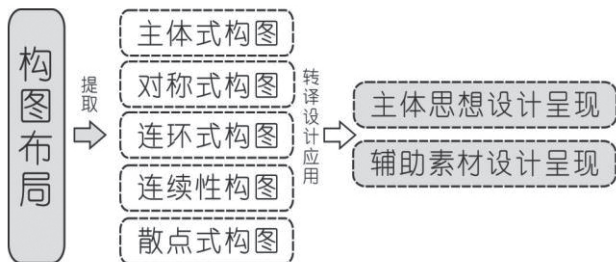 构图布局
提取
主体式构图
对称式构图
连环式构图
连续性构图
散点式构图
转译设计应用
主体思想设计呈现
辅助素材设计呈现